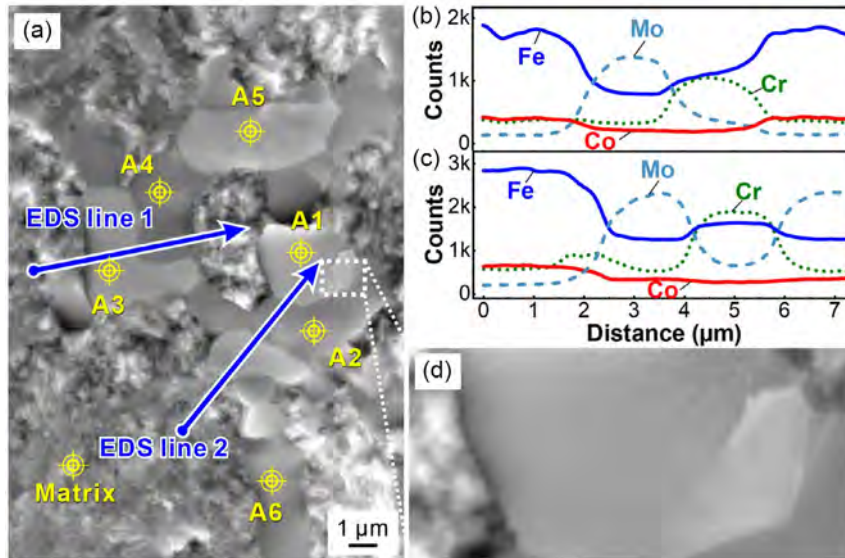 (a)
A5
A4
EDS line 1
A1
A3
A2
EDS line 2
Matrix
A6
1 µm
(b)
2k
1k
0
Counts
Fe
Mo
Cr
Co
(c)
3k
2k
1k
0
Counts
Fe
Mo
Cr
Co
0 1 2 3 4 5 6 7
Distance (µm)
(d)